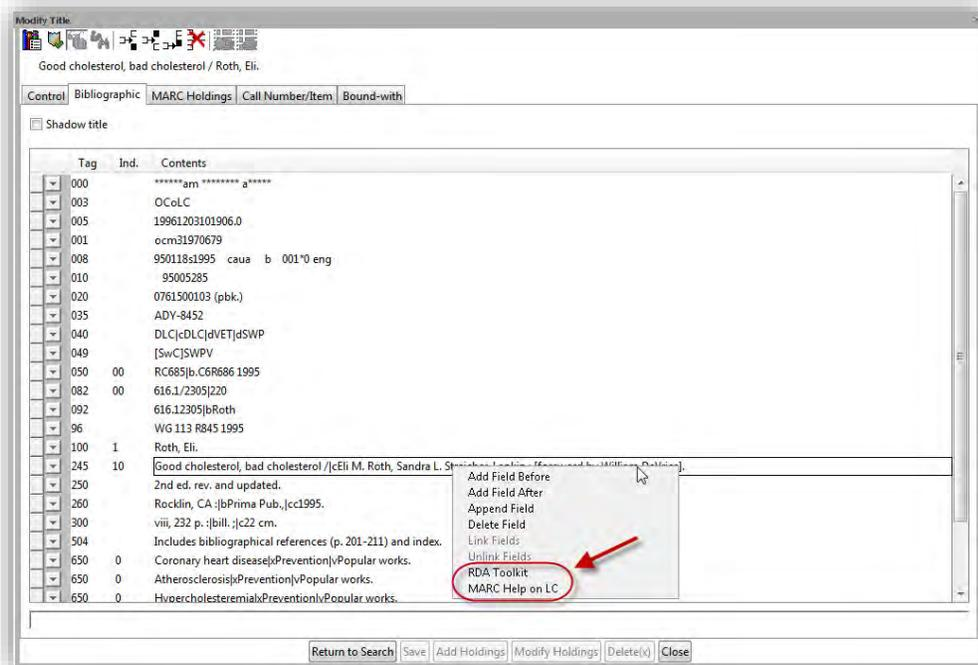 Modify Title
Good cholesterol, bad cholesterol / Roth, Eli.
Control Bibliographic MARC Holdings Call Number/Item Bound-with
Shadow title
Tag Ind. Contents
000 ******am ******** a*****
003 OCoLC
005 19961203101906.0
001 ocm31970679
008 950118s1995 caua b 001*0 eng
010 95005285
020 0761500103 (pbk.)
035 ADY-8452
040 DLC|cDLC|dVET|dSWP
049 [SwC]SWPV
050 00 RC685|b.C6R686 1995
082 00 616.1/2305|220
092 616.12305|bRoth
96 WG 113 R845 1995
100 1 Roth, Eli.
245 10 Good cholesterol, bad cholesterol /|cEli M. Roth, Sandra L.
250 2nd ed. rev. and updated.
260 Rocklin, CA :|bPrima Pub.,|cc1995.
300 viii, 232 p. :|bill. ;|c22 cm.
504 Includes bibliographical references (p. 201-211) and index.
650 0 Coronary heart disease|xPrevention|vPopular works.
650 0 Atherosclerosis|xPrevention|vPopular works.
650 0 Hypercholesteremia|xPrevention|vPopular works.
Add Field Before
Add Field After
Append Field
Delete Field
Link Fields
Unlink Fields
RDA Toolkit
MARC Help on LC
Return to Search Save Add Holdings Modify Holdings Delete(x) Close